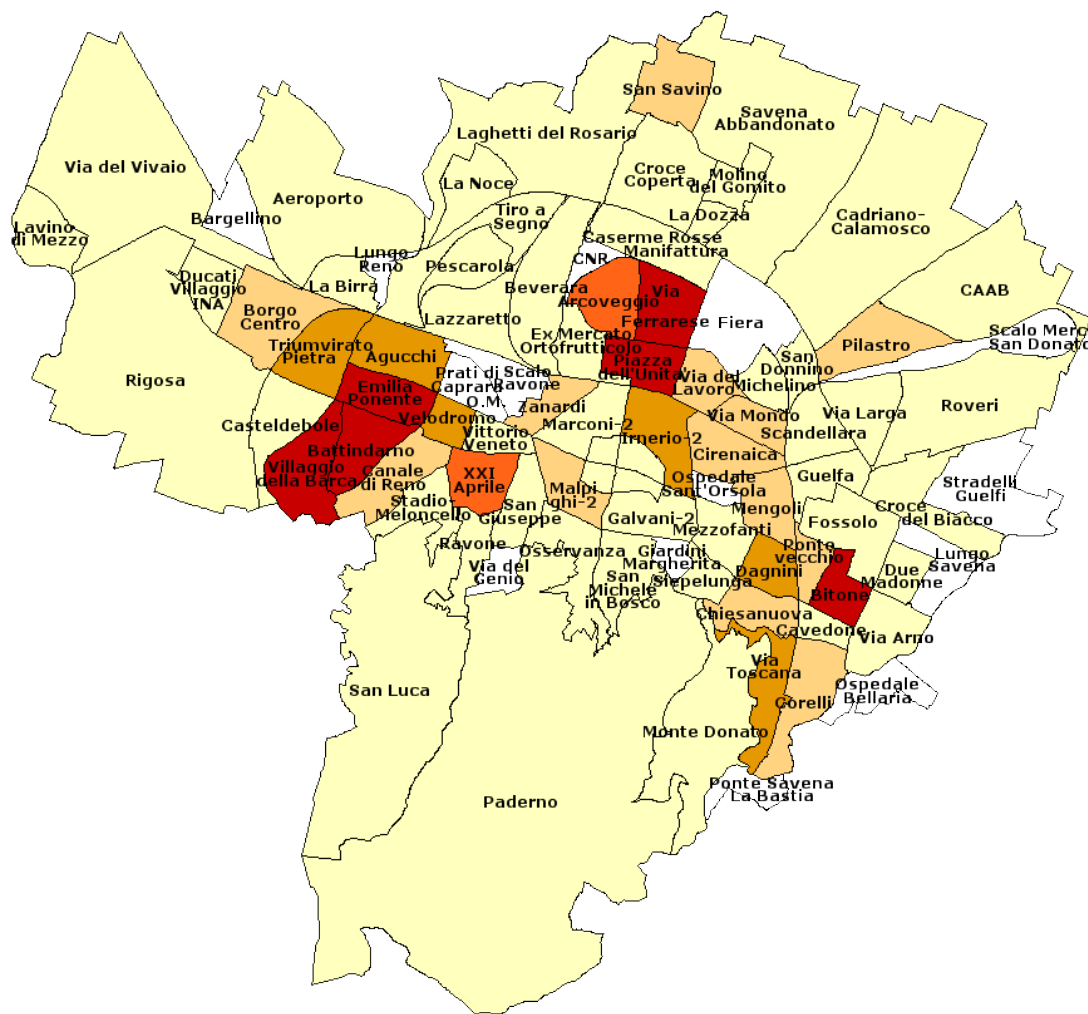 San Savino
Savena
Abbandonato
Laghetti del Rosario
Via del Vivaio
Croce
Coperta
Molino
del Gomito
La Noce
Aeroporto
Bargellino
Tiro a
Segno
La Dozza
Cadriano-
Calamosco
Lavino
di Mezzo
Caserme Rosse
Manifattura
Lungo
Reno
CNR
Pescarola
Ducati
Villaggio
INA
La Birra
Beverara
Arcoveggio
Via
Ferrarese
CAAB
Borgo
Centro
Lazzaretto
Fiera
Scalo Merci
San Donato
Ex Mercato
Ortofrutticolo
Triumvirato
Pietra
Agucchi
Pilastro
Piazza
dell'Unita'
San
Donnino
Michelino
Prati di
Caprara
O.M.
Scalo
Ravone
Via del
Lavoro
Rigosa
Emilia
Ponente
Roveri
Zanardi
Via Mondo
Via Larga
Casteldebole
Velodromo
Marconi-2
Vittorio
Veneto
Irnerio-2
Scandellara
Battindarno
Cirenaica
Villaggio
della Barca
Canale
di Reno
XXI
Aprile
Malpi
ghi-2
Ospedale
Sant'Orsola
Guelfa
Stradelli
Guelfi
Stadio
Meloncello
San
Giuseppe
Galvani-2
Mengoli
Croce
del Biacco
Fossolo
Mezzofanti
Ravone
Osservanza
Giardini
Margherita
Ponte
vecchio
Lungo
Savena
Via del
Genio
San
Michele
in Bosco
Siepelunga
Dagnini
Due
Madonne
Bitone
Chiesanuova
Cavedone
Via Arno
Via
Toscana
San Luca
Ospedale
Bellaria
Corelli
Monte Donato
Ponte Savena
La Bastia
Paderno